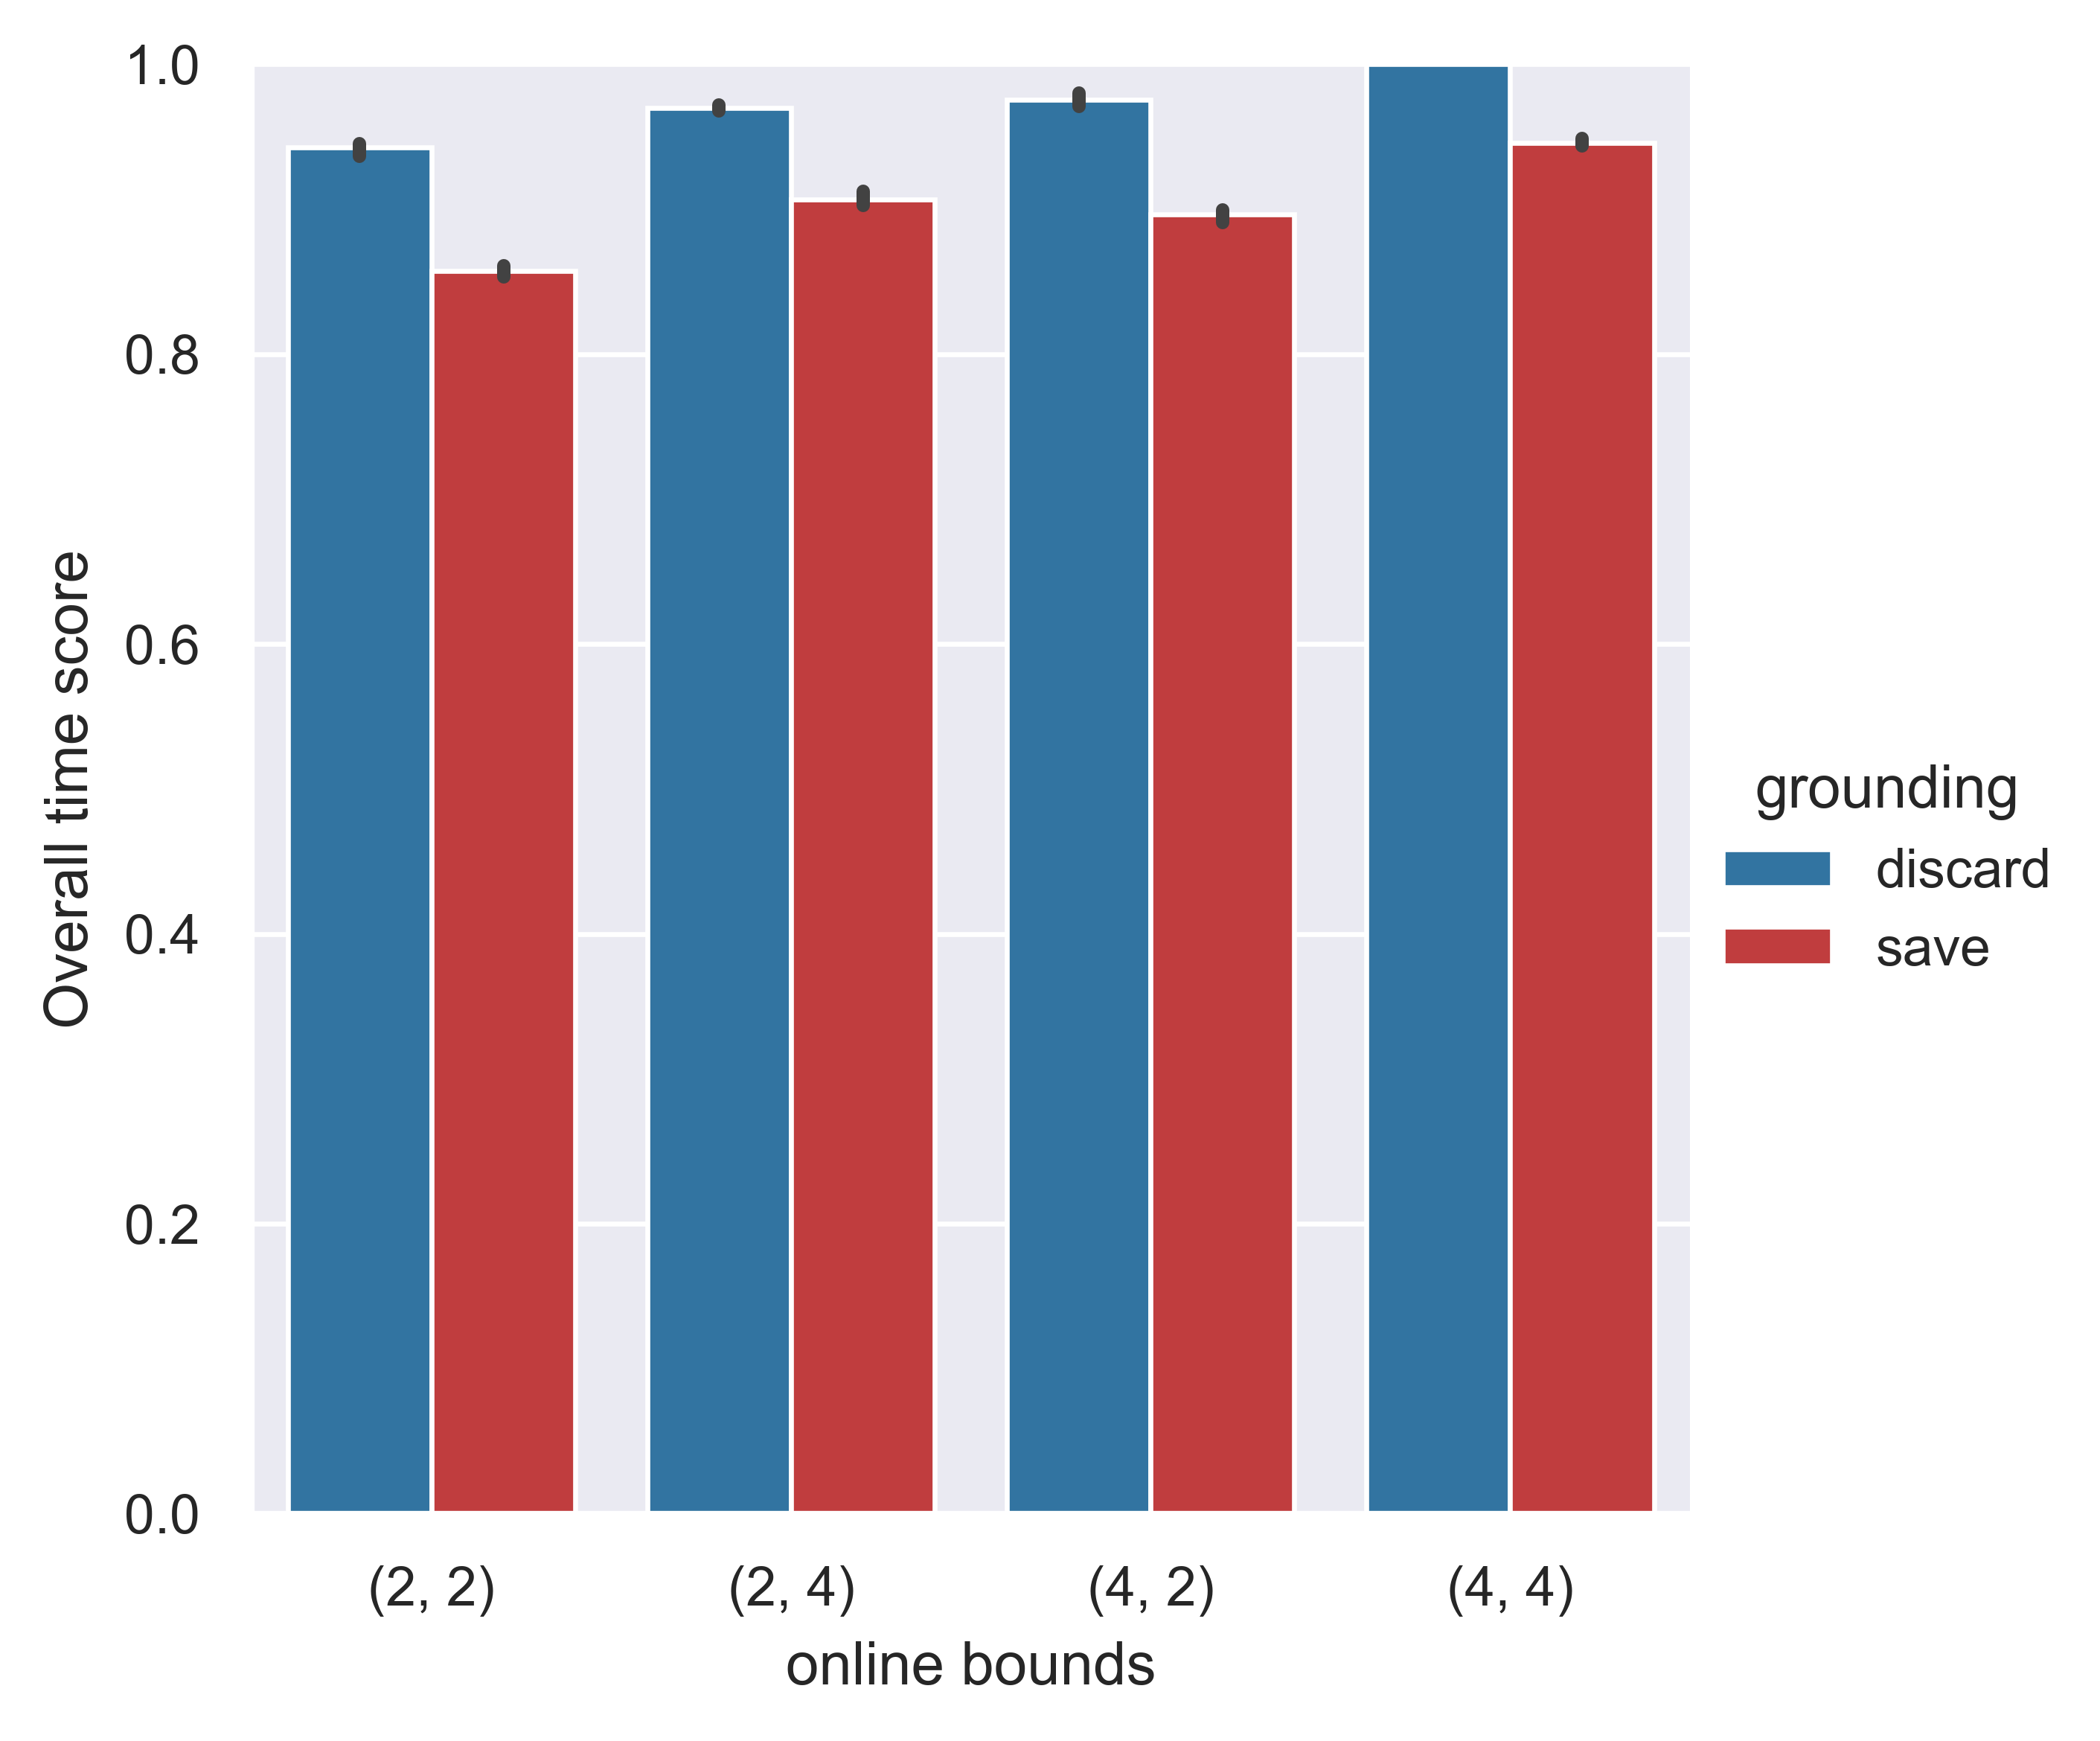 1.0
0.8
0.6
0.4
0.2
0.0
Overall time score
(2, 2)
(2, 4)
(4, 2)
(4, 4)
online bounds
grounding
discard
save